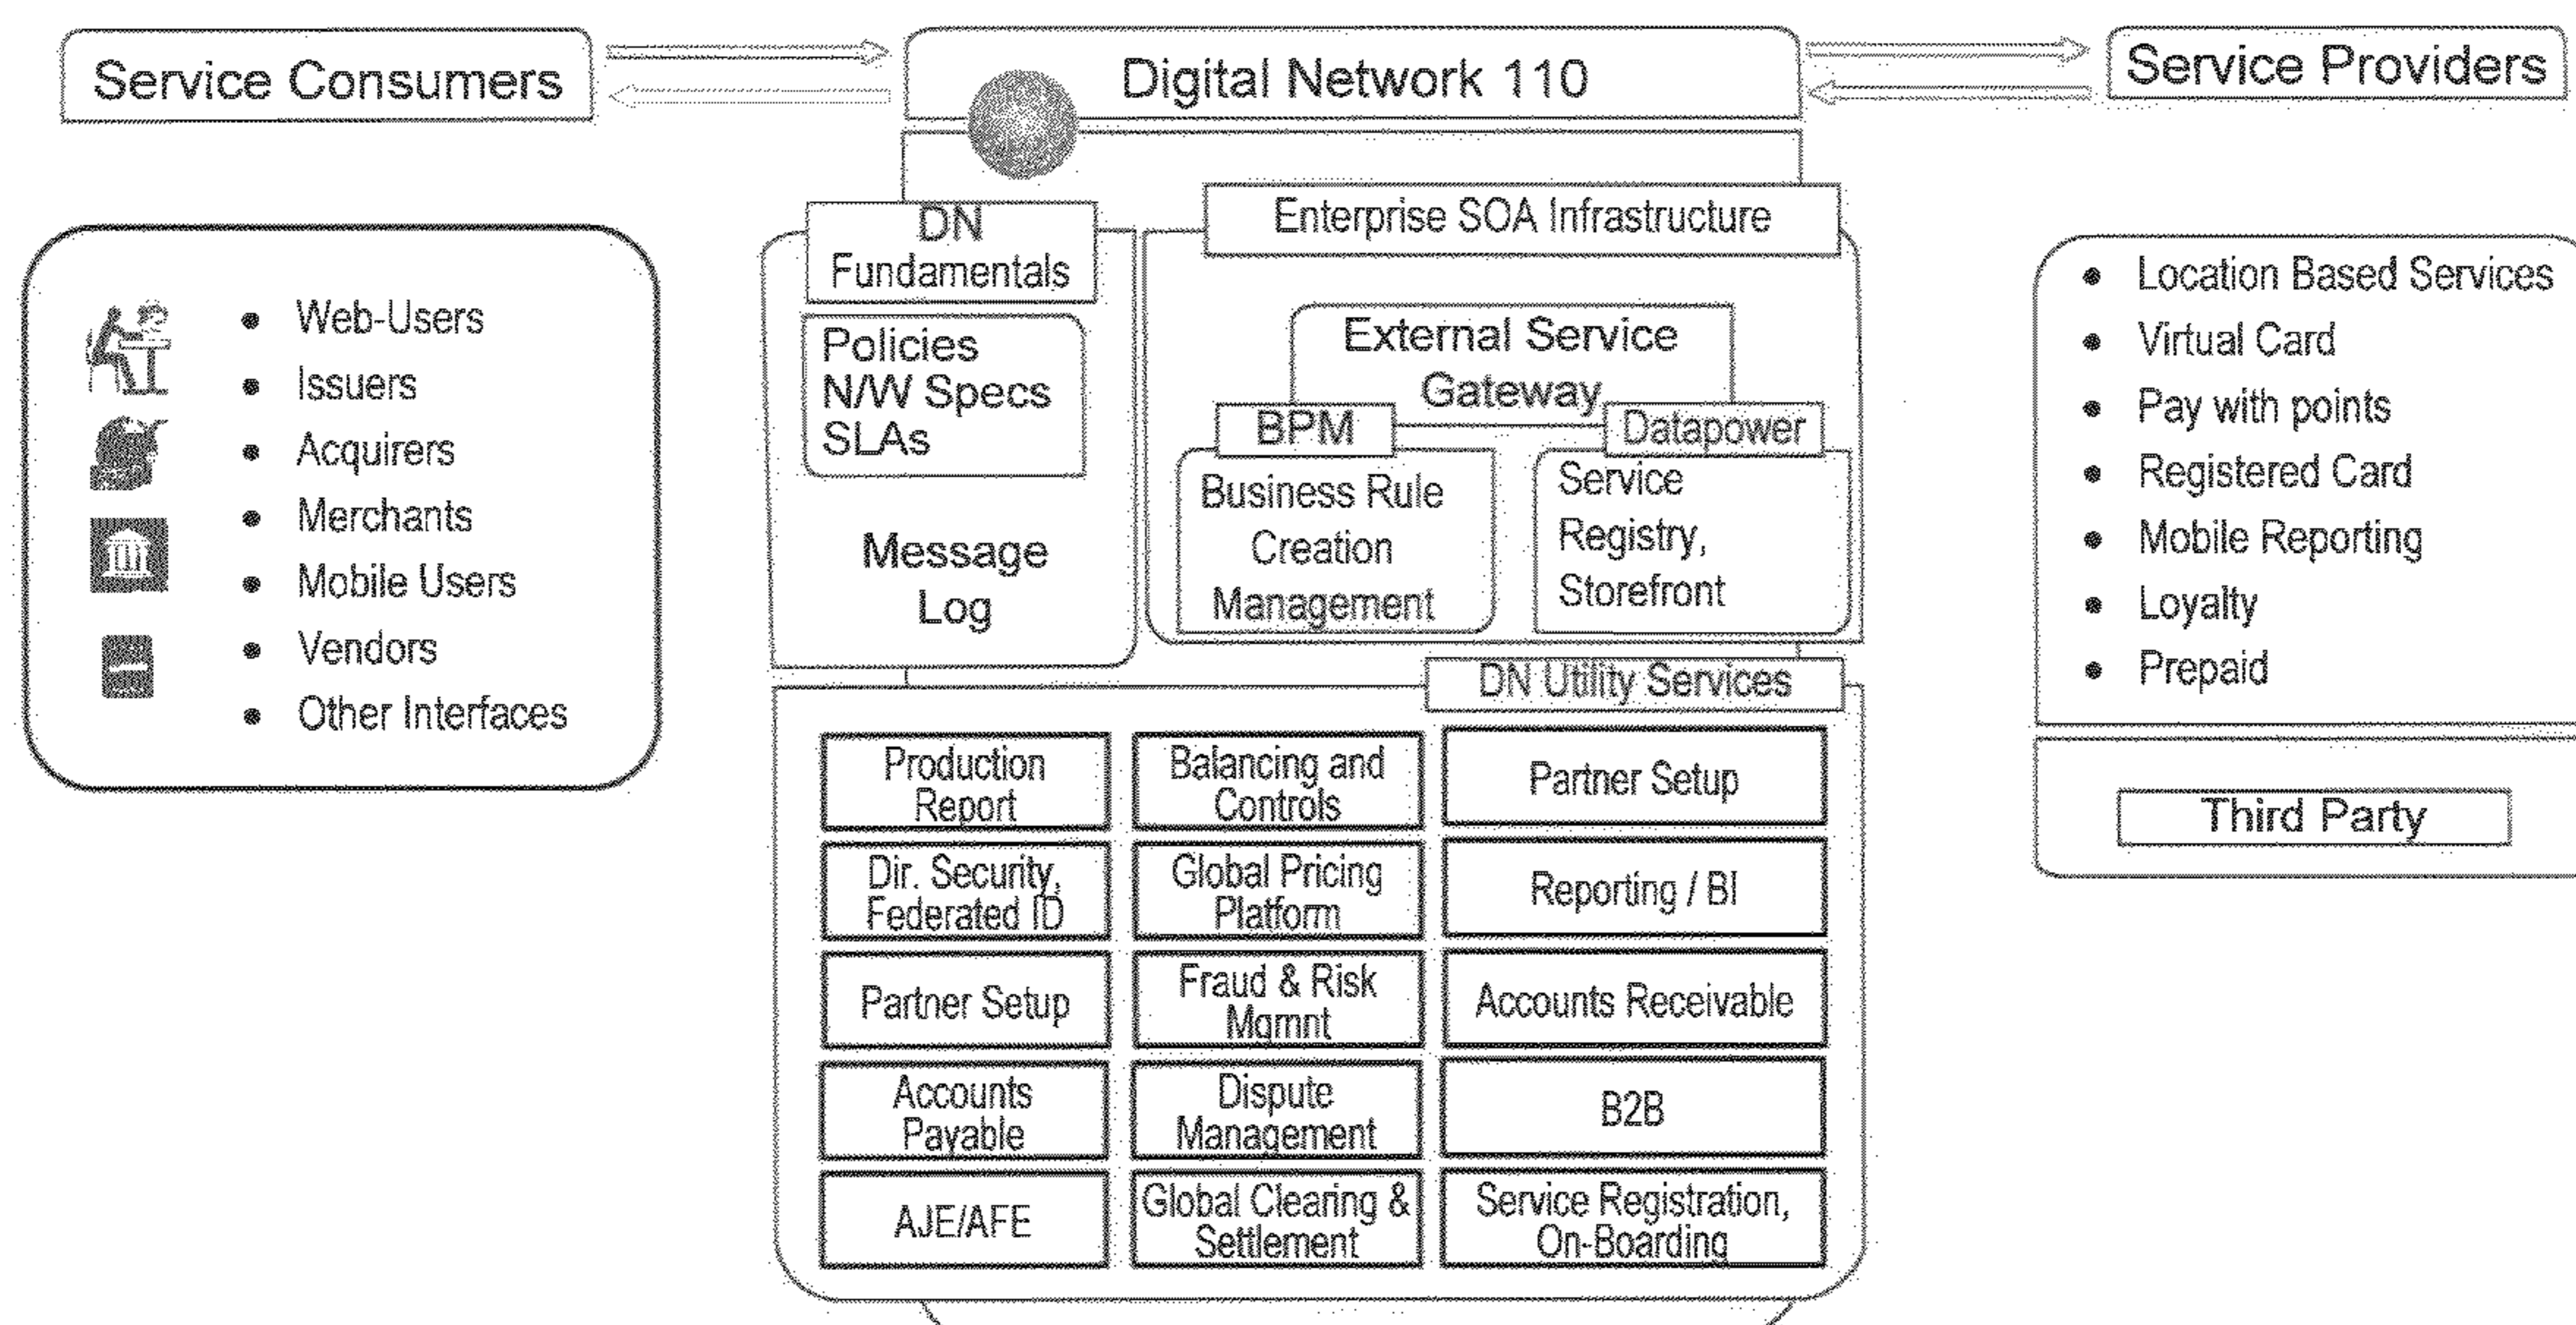 Service Consumers
Digital Network 110
Service Providers
• Web-Users
• Issuers
• Acquirers
• Merchants
• Mobile Users
• Vendors
• Other Interfaces
DN
Fundamentals
Policies
N/W Specs
SLAs
Message
Log
Enterprise SOA Infrastructure
External Service
Gateway
BPM
Business Rule
Creation
Management
Datapower
Service
Registry,
Storefront
DN Utility Services
Production
Report
Balancing and
Controls
Partner Setup
Dir. Security,
Federated ID
Global Pricing
Platform
Reporting / BI
Partner Setup
Fraud & Risk
Mgmnt
Accounts Receivable
Accounts
Payable
Dispute
Management
B2B
AJE/AFE
Global Clearing &
Settlement
Service Registration,
On-Boarding
• Location Based Services
• Virtual Card
• Pay with points
• Registered Card
• Mobile Reporting
• Loyalty
• Prepaid
Third Party